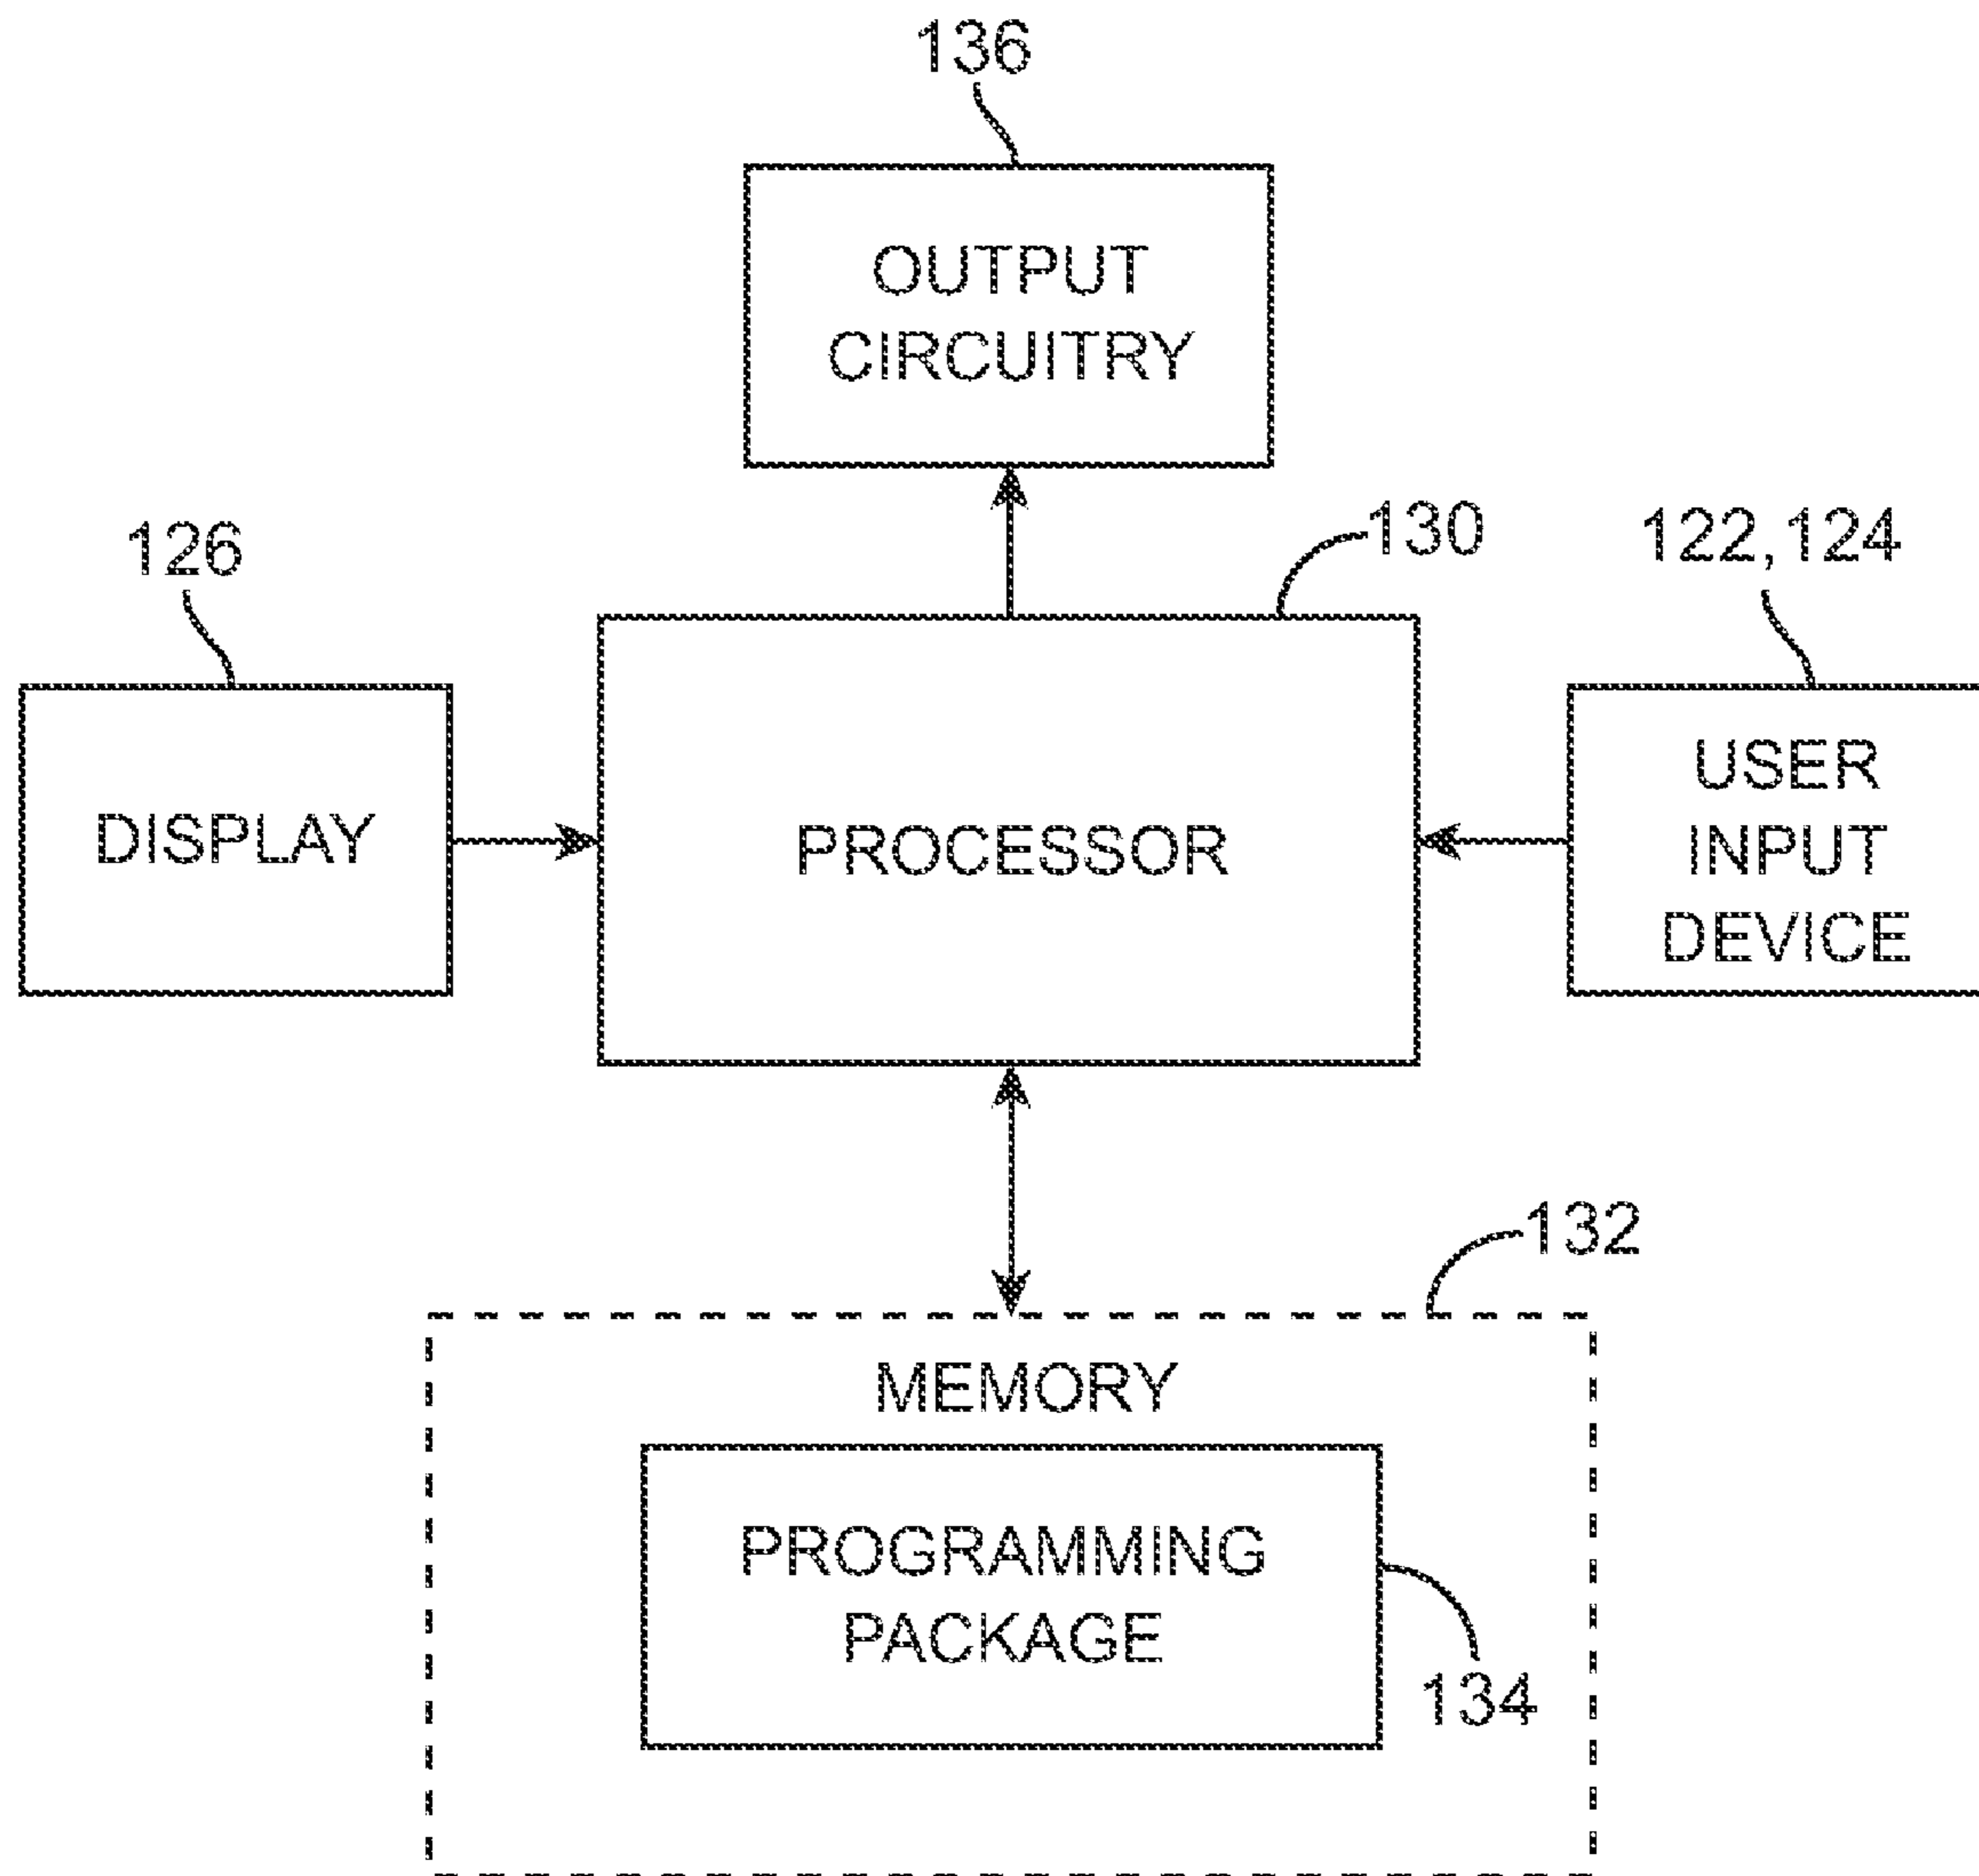 136
OUTPUT
CIRCUITRY
130
122,124
126
DISPLAY
PROCESSOR
USER
INPUT
DEVICE
132
MEMORY
PROGRAMMING
PACKAGE
134